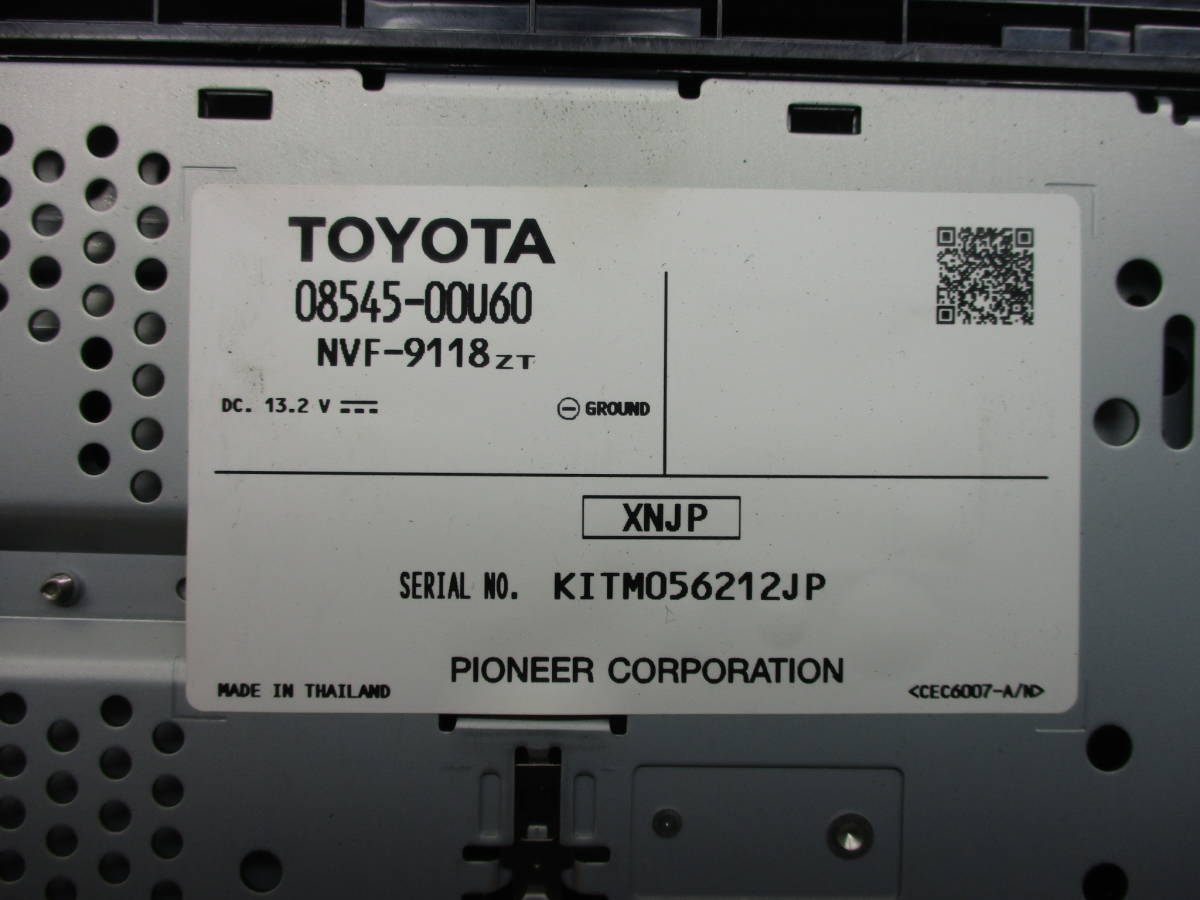 TOYOTA
08545-00U60
NVF-9118ZT
DC. 13.2 V
GROUND
XNJP
SERIAL NO. KITM056212JP
PIONEER CORPORATION
MADE IN THAILAND
<CEC6007-A/N>